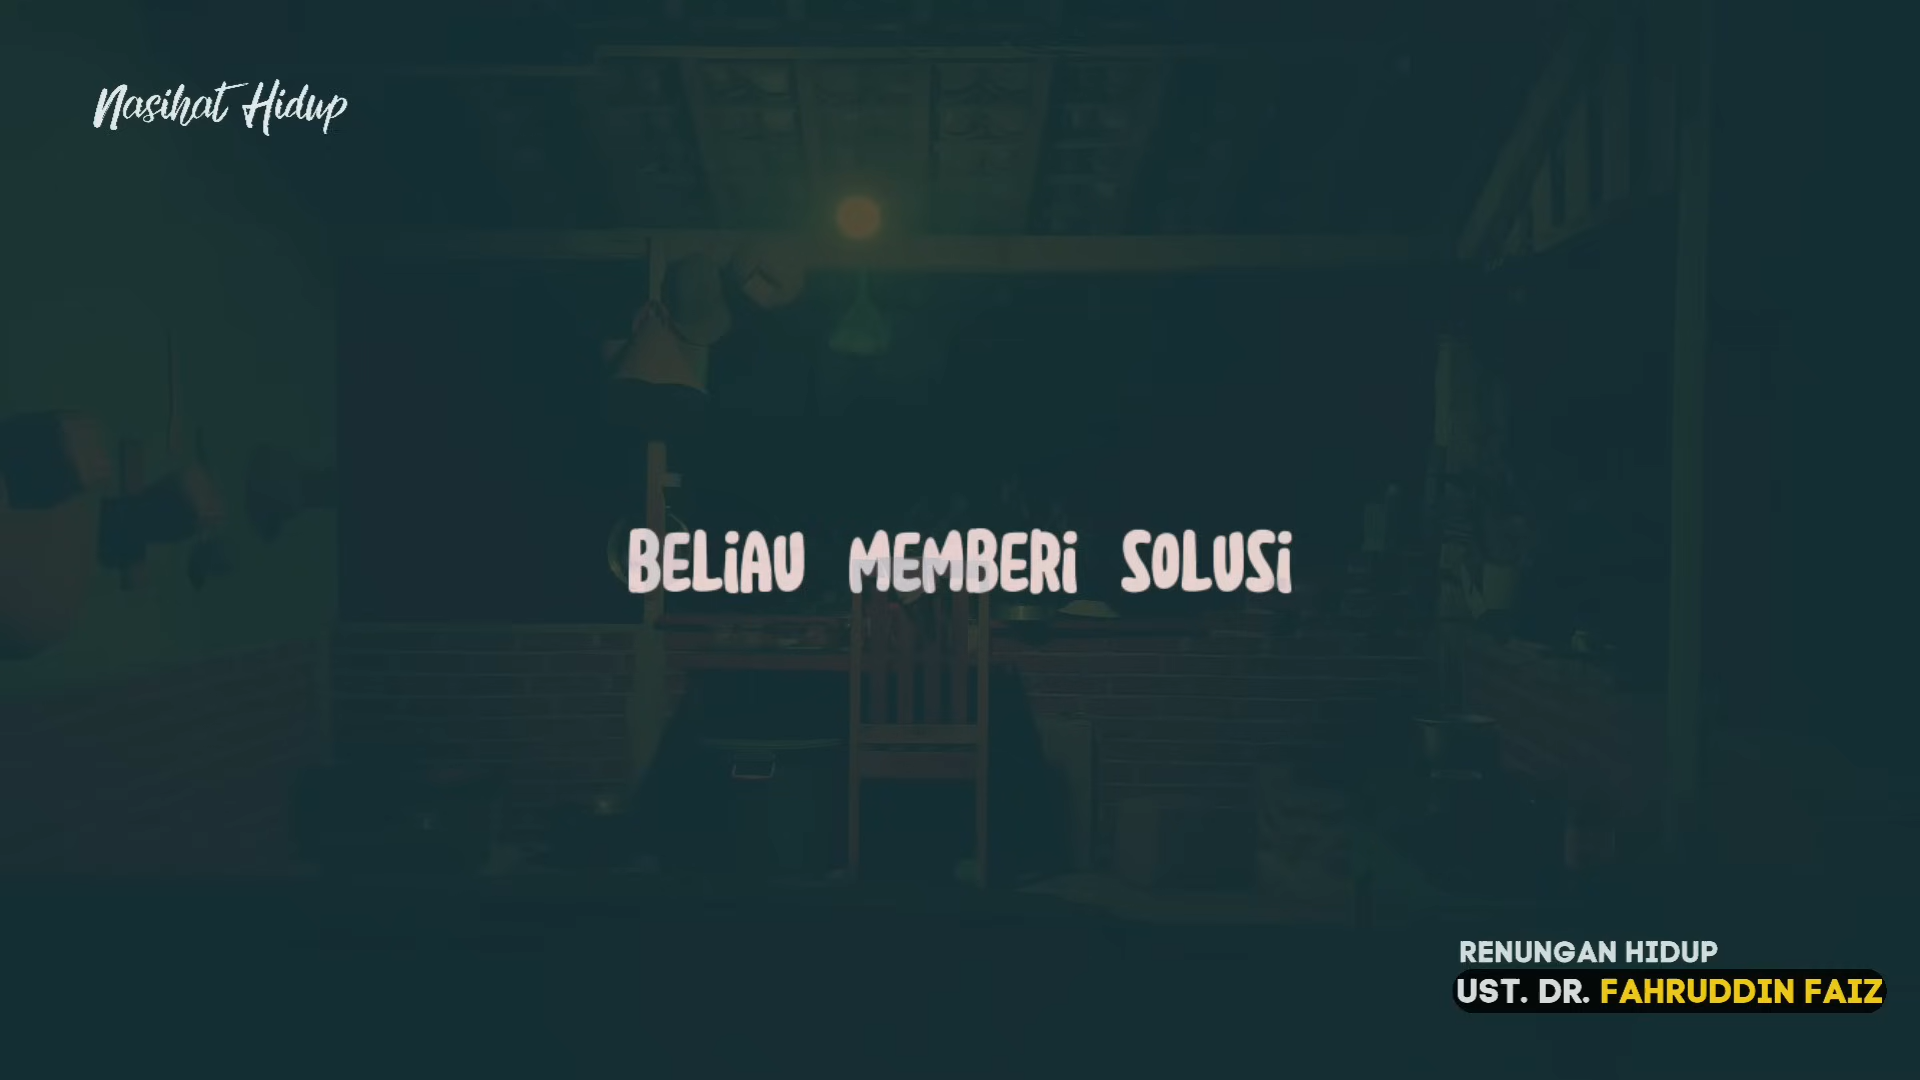 Nasihat Hidup
BELiAU MEMBERi SOLUSi
RENUNGAN HIDUP
UST. DR. FAHRUDDIN FAIZ